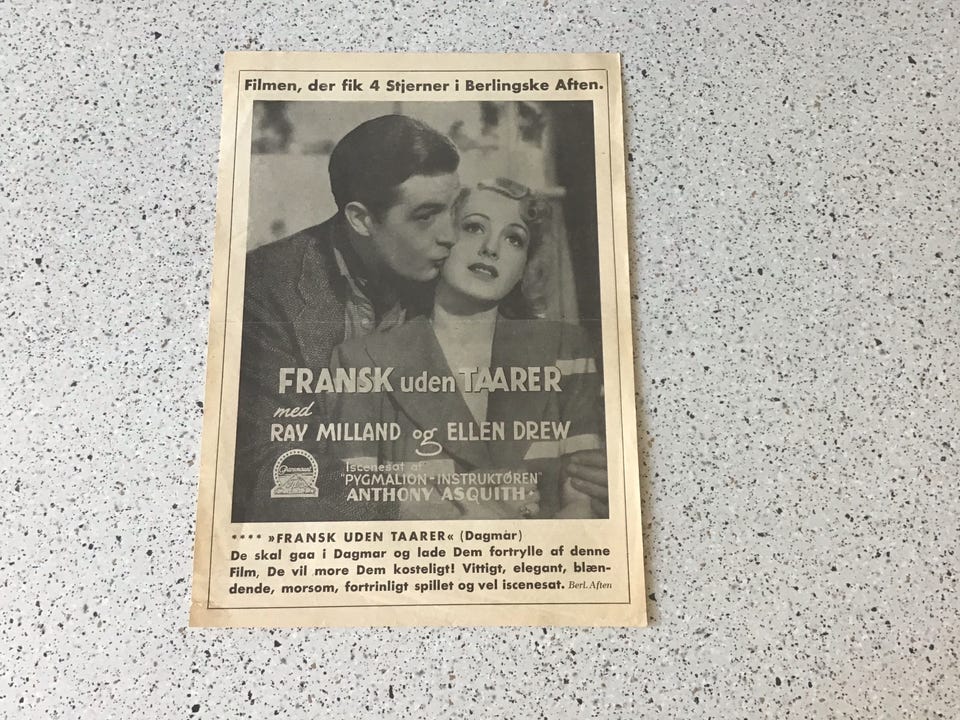 Filmen, der fik 4 Stjerner i Berlingske Aften.
FRANSK uden TAARER
med
RAY MILLAND og ELLEN DREW
Paramount
Iscenesat af
"PYGMALION-INSTRUKTØREN"
ANTHONY ASQUITH
**** »FRANSK UDEN TAARER« (Dagmar)
De skal gaa i Dagmar og lade Dem fortrylle af denne
Film, De vil more Dem kosteligt! Vittigt, elegant, blæn-
dende, morsom, fortrinligt spillet og vel iscenesat. Berl. Aften